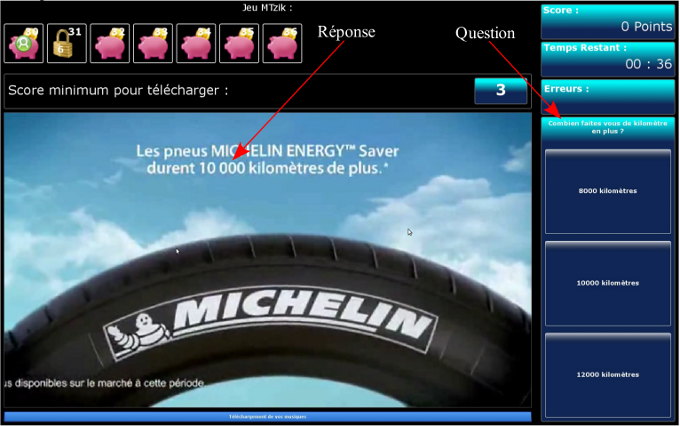 Jeu MTzik :
30 31 32 33 34 35 36
6
Réponse
Question
Score :
0 Points
Temps Restant :
00 : 36
Erreurs :
Score minimum pour télécharger :
3
Combien faites vous de kilomètre
en plus ?
8000 kilomètres
10000 kilomètres
12000 kilomètres
Les pneus MICHELIN ENERGY™ Saver
durent 10 000 kilomètres de plus.*
MICHELIN
us disponibles sur le marché à cette période.
Téléchargement de vos musiques